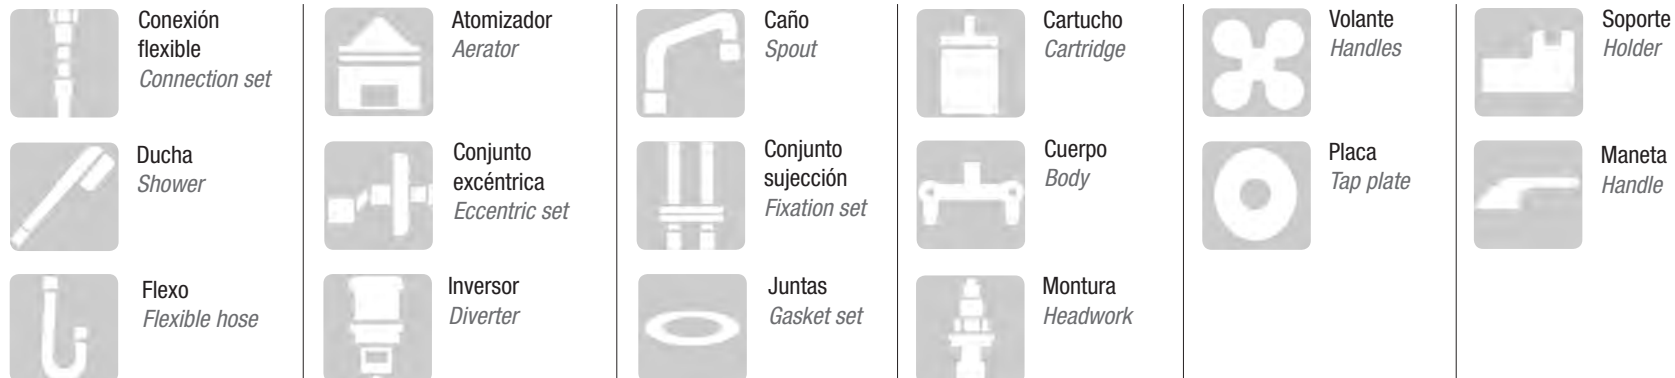 Conexión
flexible
Connection set
Ducha
Shower
Flexo
Flexible hose
Atomizador
Aerator
Conjunto
excéntrica
Eccentric set
Inversor
Diverter
Caño
Spout
Conjunto
sujección
Fixation set
Juntas
Gasket set
Cartucho
Cartridge
Cuerpo
Body
Montura
Headwork
Volante
Handles
Placa
Tap plate
Soporte
Holder
Maneta
Handle